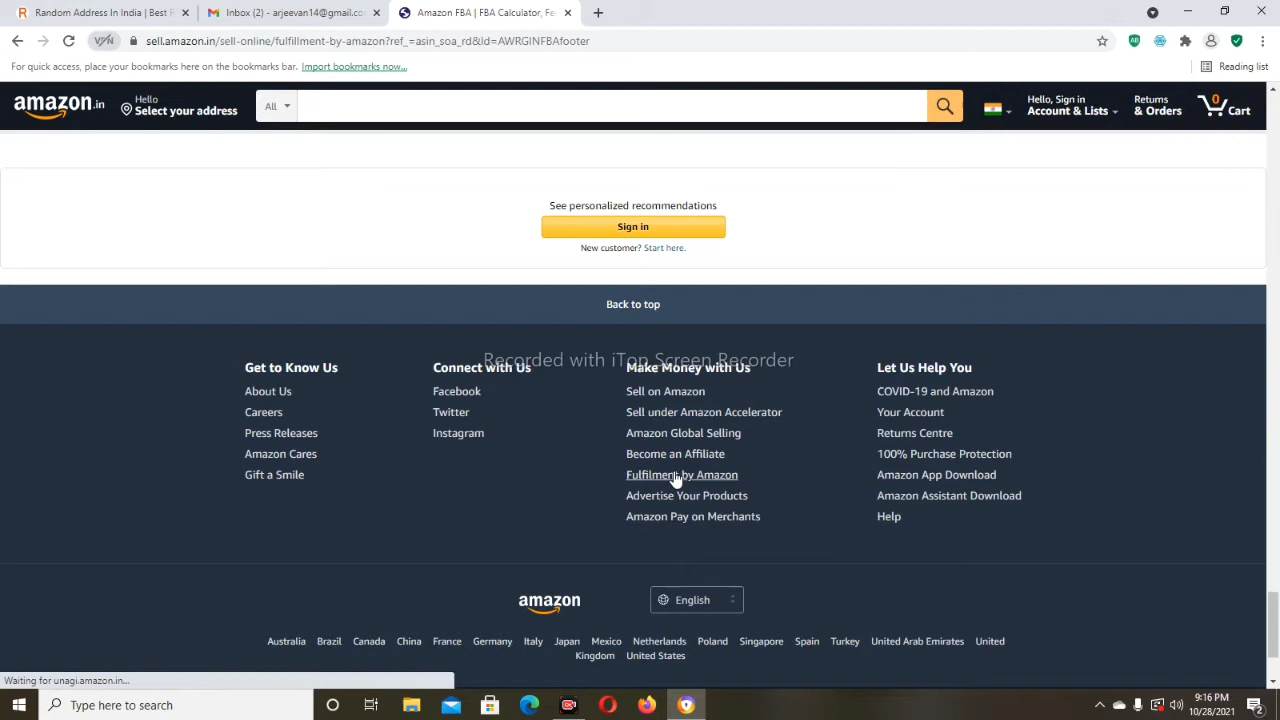 Random Address In India | Best R
Inbox (2) - arjeevan14@gmail.co
Amazon FBA | FBA Calculator, Fe
VPN
sell.amazon.in/sell-online/fulfillment-by-amazon?ref_=asin_soa_rd&ld=AWRGINFBAfooter
For quick access, place your bookmarks here on the bookmarks bar. Import bookmarks now...
Reading list
amazon.in
Hello
Select your address
All
Hello, Sign in
Account & Lists
Returns
& Orders
0
Cart
See personalized recommendations
Sign in
New customer? Start here.
Back to top
Recorded with iTop Screen Recorder
Get to Know Us
About Us
Careers
Press Releases
Amazon Cares
Gift a Smile
Connect with Us
Facebook
Twitter
Instagram
Make Money with Us
Sell on Amazon
Sell under Amazon Accelerator
Amazon Global Selling
Become an Affiliate
Fulfilment by Amazon
Advertise Your Products
Amazon Pay on Merchants
Let Us Help You
COVID-19 and Amazon
Your Account
Returns Centre
100% Purchase Protection
Amazon App Download
Amazon Assistant Download
Help
amazon
English
Australia Brazil Canada China France Germany Italy Japan Mexico Netherlands Poland Singapore Spain Turkey United Arab Emirates United
Kingdom United States
Waiting for unagi.amazon.in...
Type here to search
9:16 PM
10/28/2021
2